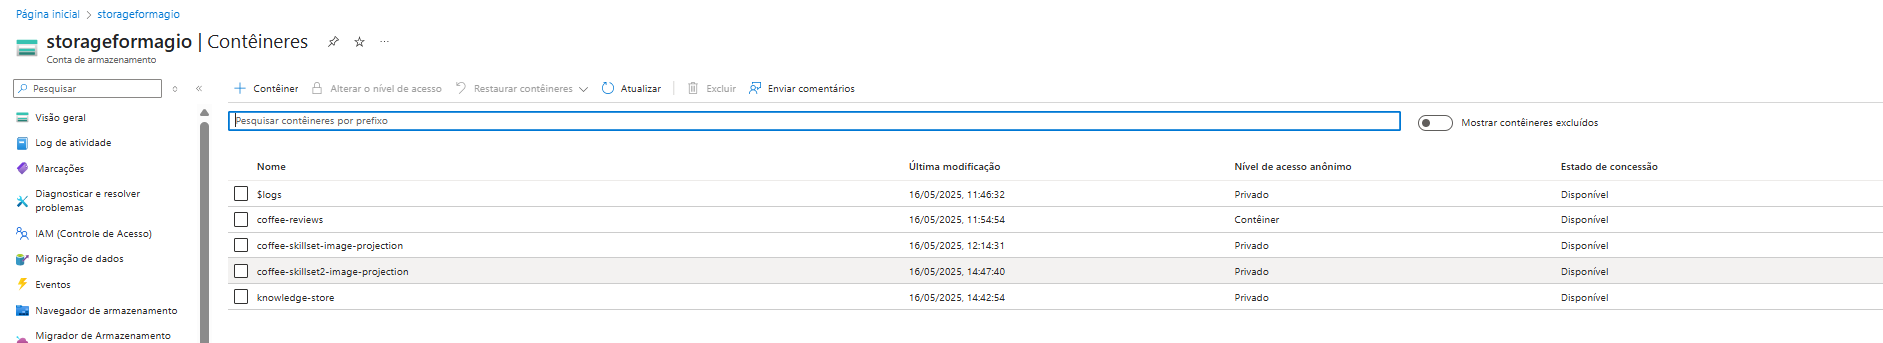 Página inicial > storageformagio
storageformagio | Contêineres
Conta de armazenamento
Pesquisar
Contêiner Alterar o nível de acesso Restaurar contêineres Atualizar Excluir Enviar comentários
Visão geral
Log de atividade
Marcações
Diagnosticar e resolver
problemas
IAM (Controle de Acesso)
Migração de dados
Eventos
Navegador de armazenamento
Migrador de Armazenamento
Pesquisar contêineres por prefixo
Mostrar contêineres excluídos
Nome Última modificação Nível de acesso anônimo Estado de concessão
$logs 16/05/2025, 11:46:32 Privado Disponível
coffee-reviews 16/05/2025, 11:54:54 Contêiner Disponível
coffee-skillset-image-projection 16/05/2025, 12:14:31 Privado Disponível
coffee-skillset2-image-projection 16/05/2025, 14:47:40 Privado Disponível
knowledge-store 16/05/2025, 14:42:54 Privado Disponível